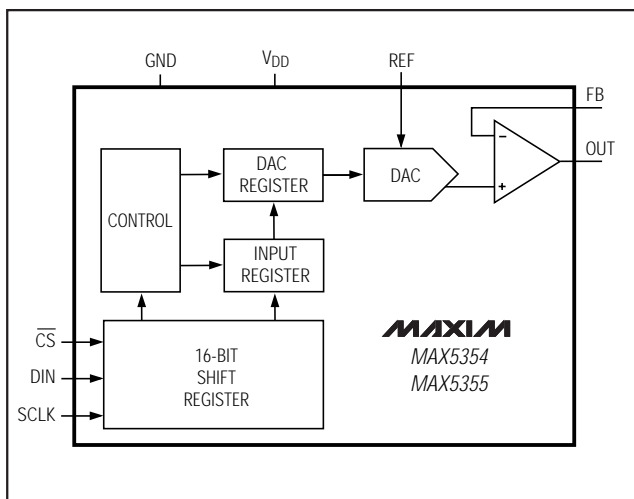 GND
VDD
REF
FB
OUT
DAC
REGISTER
DAC
CONTROL
INPUT
REGISTER
CS
DIN
SCLK
16-BIT
SHIFT
REGISTER
MAXIM
MAX5354
MAX5355
−
+